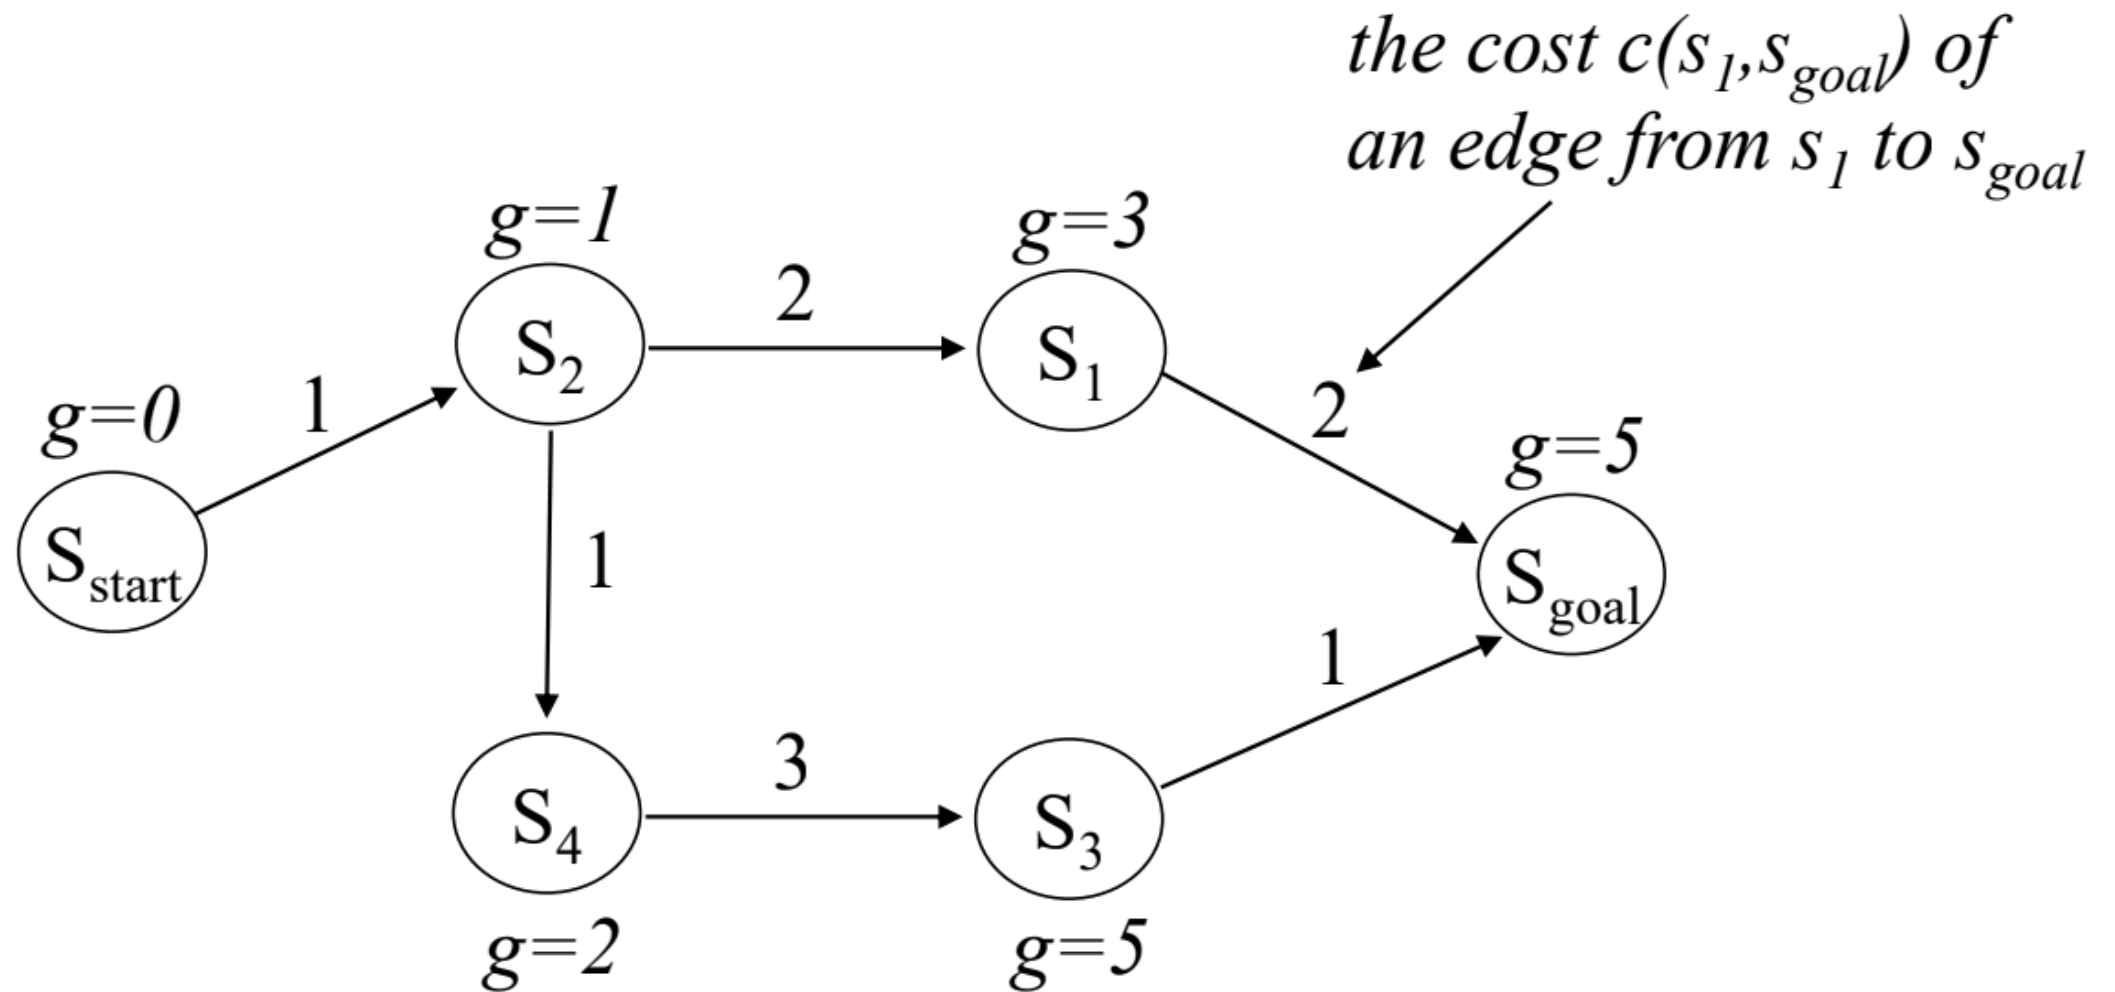 the cost c(s1,sgoal) of
an edge from s1 to sgoal
g=1
g=3
2
S2
S1
g=0
1
2
g=5
Sstart
1
Sgoal
1
3
S4
S3
g=2
g=5